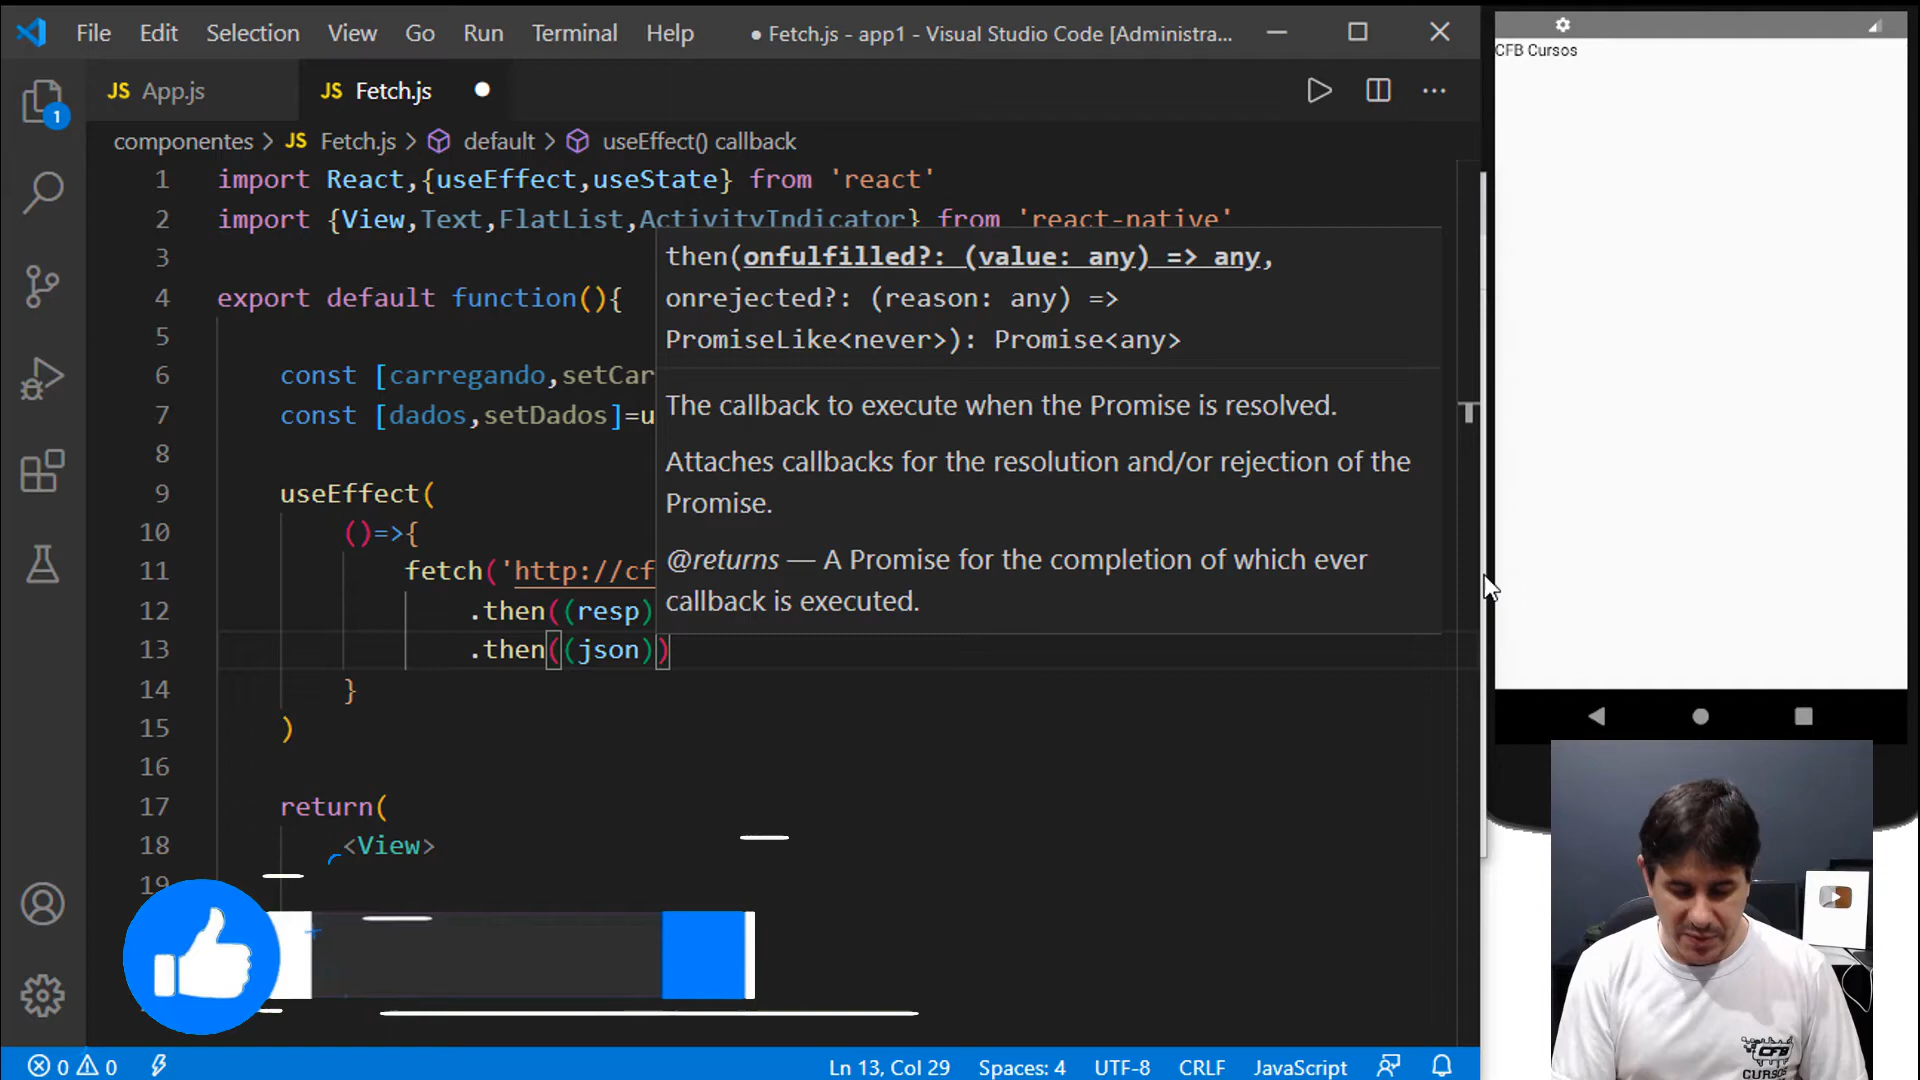 File Edit Selection View Go Run Terminal Help ● Fetch.js - app1 - Visual Studio Code [Administra...
CFB Cursos
JS App.js JS Fetch.js
1
componentes > JS Fetch.js > default > useEffect() callback
1 import React,{useEffect,useState} from 'react'
2 import {View,Text,FlatList,ActivityIndicator} from 'react-native'
3
4 export default function(){
5
6 const [carregando,setCar
7 const [dados,setDados]=u
8
9 useEffect(
10 ()=>{
11 fetch('http://cf
12 .then((resp)
13 .then((json))
14 }
15 )
16
17 return(
18 <View>
19
then(onfulfilled?: (value: any) => any,
onrejected?: (reason: any) =>
PromiseLike<never>): Promise<any>
The callback to execute when the Promise is resolved.
Attaches callbacks for the resolution and/or rejection of the
Promise.
@returns — A Promise for the completion of which ever
callback is executed.
0 0 Ln 13, Col 29 Spaces: 4 UTF-8 CRLF JavaScript
CFB
CURSOS